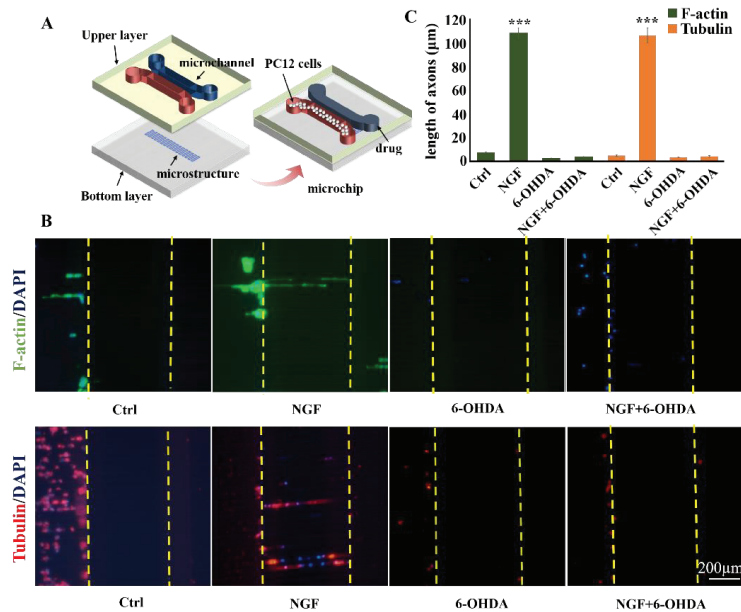 A
Upper layer
microchannel
PC12 cells
drug
microstructure
Bottom layer
microchip
C
length of axons (μm)
120
100
80
60
40
20
0
***
***
F-actin
Tubulin
Ctrl
NGF
6-OHDA
NGF+6-OHDA
Ctrl
NGF
6-OHDA
NGF+6-OHDA
B
F-actin/DAPI
Ctrl
NGF
6-OHDA
NGF+6-OHDA
Tubulin/DAPI
200μm
Ctrl
NGF
6-OHDA
NGF+6-OHDA